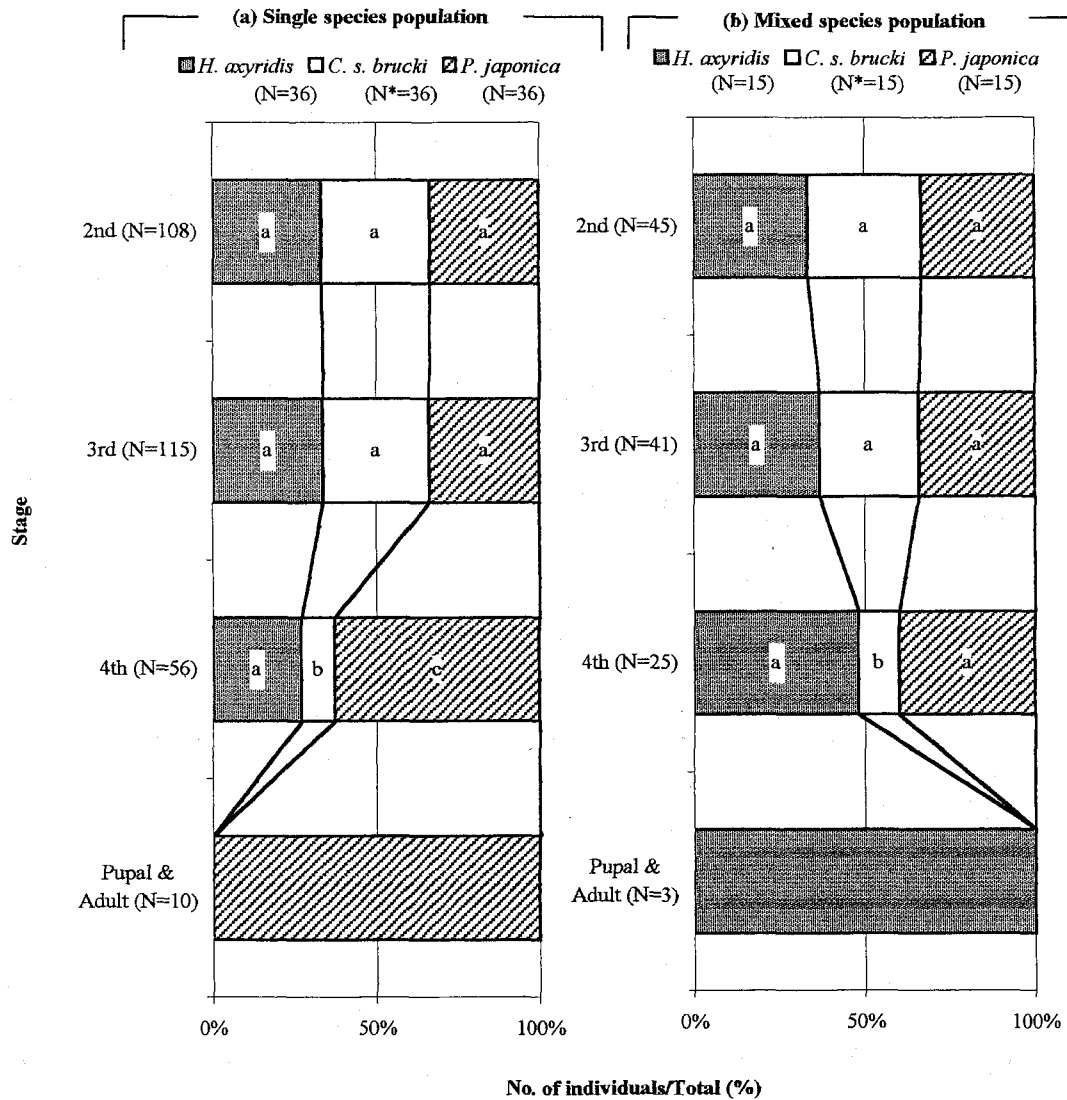 (a) Single species population
H. axyridis C. s. brucki P. japonica
(N=36) (N*=36) (N=36)
2nd (N=108)
a a a
3rd (N=115)
a a a
4th (N=56)
a b c
Pupal &
Adult (N=10)
0% 50% 100%
(b) Mixed species population
H. axyridis C. s. brucki P. japonica
(N=15) (N*=15) (N=15)
2nd (N=45)
a a a
3rd (N=41)
a a a
4th (N=25)
a b a
Pupal &
Adult (N=3)
0% 50% 100%
Stage
No. of individuals/Total (%)